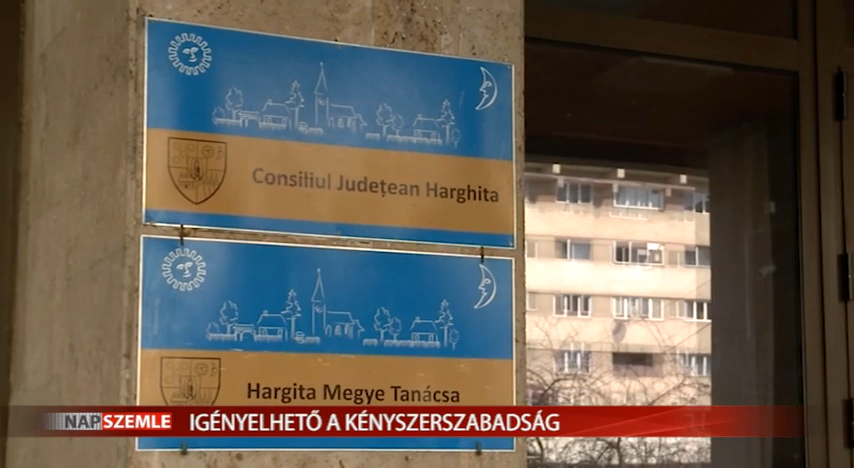 Consiliul Județean Harghita
Hargita Megye Tanácsa
NAPSZEMLE IGÉNYELHETŐ A KÉNYSZERSZABADSÁG